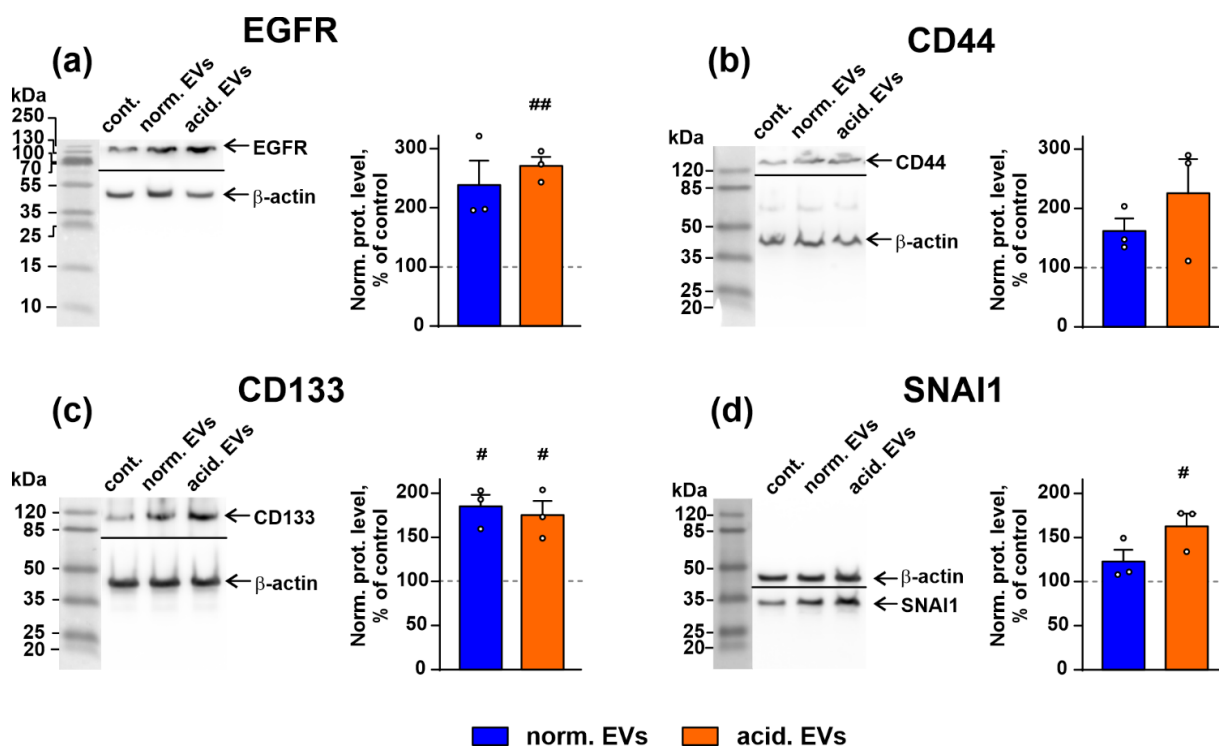 EGFR
(a)
kDa
250
130
100
70
55
35
25
15
10
cont.
norm. EVs
acid. EVs
EGFR
β-actin
Norm. prot. level,
% of control
300
200
100
0
##
CD44
(b)
kDa
120
85
50
35
25
20
cont.
norm. EVs
acid. EVs
CD44
β-actin
Norm. prot. level,
% of control
300
200
100
0
CD133
(c)
kDa
120
85
50
35
25
20
cont.
norm. EVs
acid. EVs
CD133
β-actin
Norm. prot. level,
% of control
200
150
100
50
0
#
#
SNAI1
(d)
kDa
120
85
50
35
25
20
cont.
norm. EVs
acid. EVs
β-actin
SNAI1
Norm. prot. level,
% of control
200
150
100
50
0
#
norm. EVs
acid. EVs